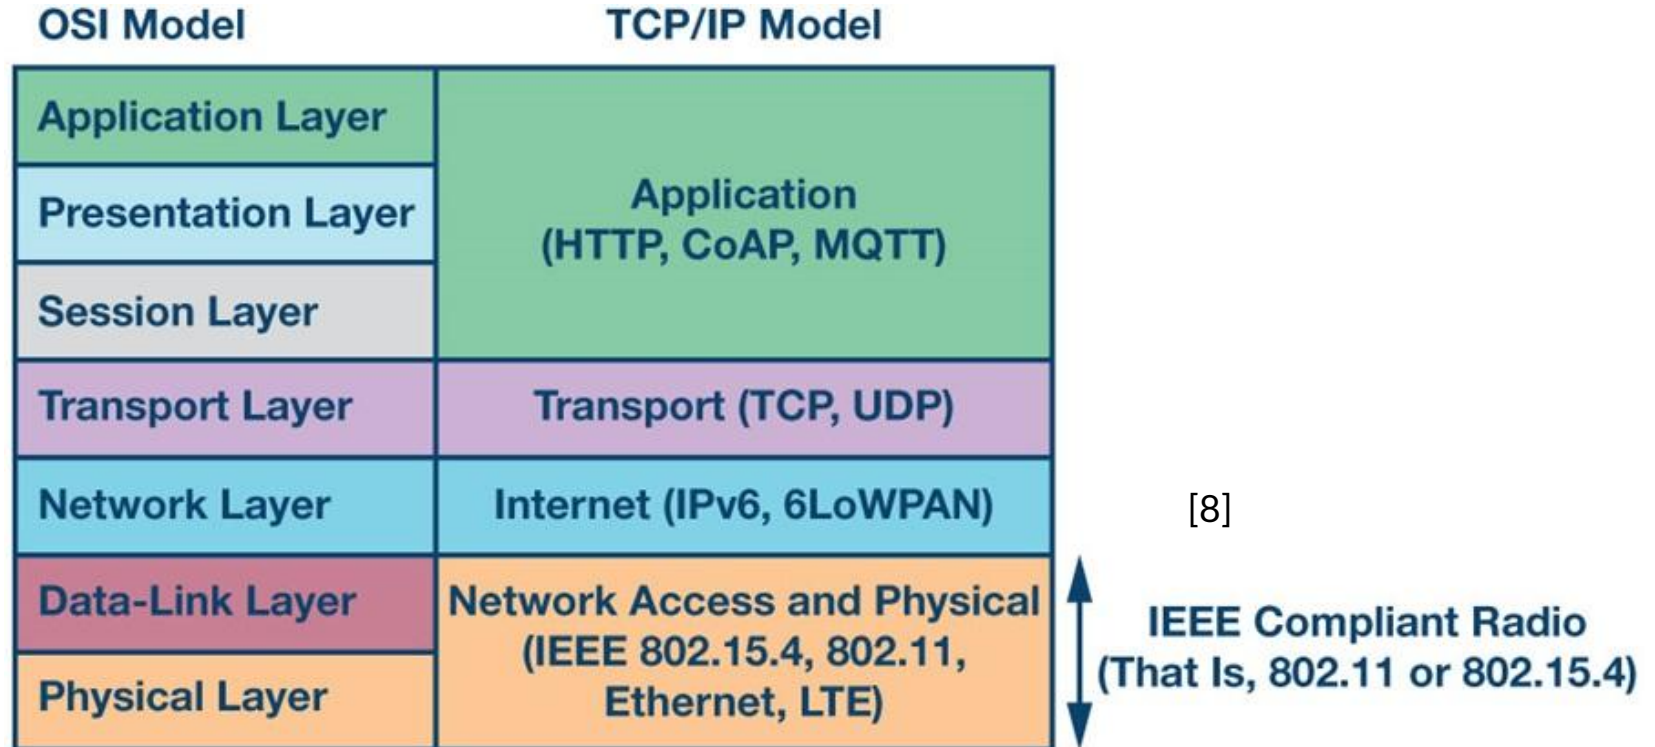 OSI Model
TCP/IP Model
Application Layer
Presentation Layer
Session Layer
Application
(HTTP, CoAP, MQTT)
Transport Layer
Transport (TCP, UDP)
Network Layer
Internet (IPv6, 6LoWPAN)
[8]
Data-Link Layer
Physical Layer
Network Access and Physical
(IEEE 802.15.4, 802.11,
Ethernet, LTE)
IEEE Compliant Radio
(That Is, 802.11 or 802.15.4)